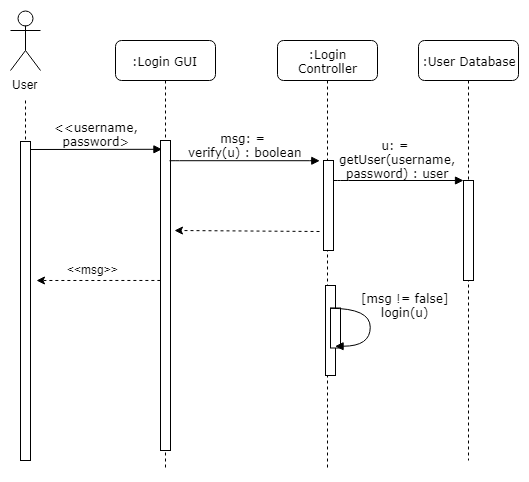 :Login GUI
:Login
Controller
:User Database
User
<<username,
password>
msg: =
verify(u) : boolean
u: =
getUser(username,
password) : user
<<msg>>
[msg != false]
login(u)